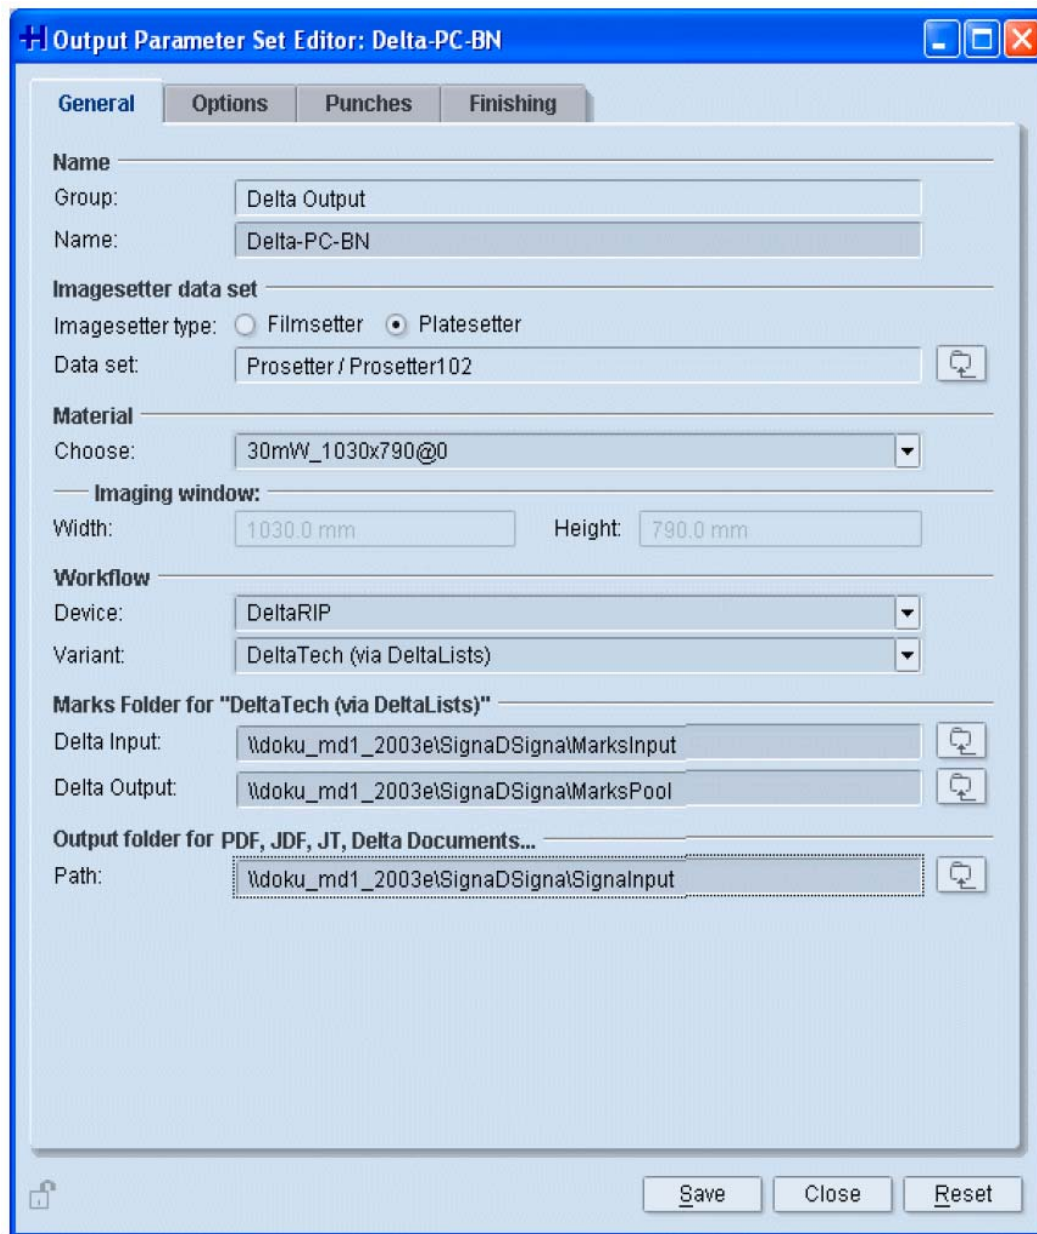 Output Parameter Set Editor: Delta-PC-BN
General Options Punches Finishing
Name
Group: Delta Output
Name: Delta-PC-BN
Imagesetter data set
Imagesetter type: Filmsetter Platesetter
Data set: Prosetter / Prosetter102
Material
Choose: 30mW_1030x790@0
Imaging window:
Width: 1030.0 mm Height: 790.0 mm
Workflow
Device: DeltaRIP
Variant: DeltaTech (via DeltaLists)
Marks Folder for "DeltaTech (via DeltaLists)"
Delta Input: \\doku_md1_2003e\SignaDSigna\MarksInput
Delta Output: \\doku_md1_2003e\SignaDSigna\MarksPool
Output folder for PDF, JDF, JT, Delta Documents...
Path: \\doku_md1_2003e\SignaDSigna\SignaInput
Save Close Reset